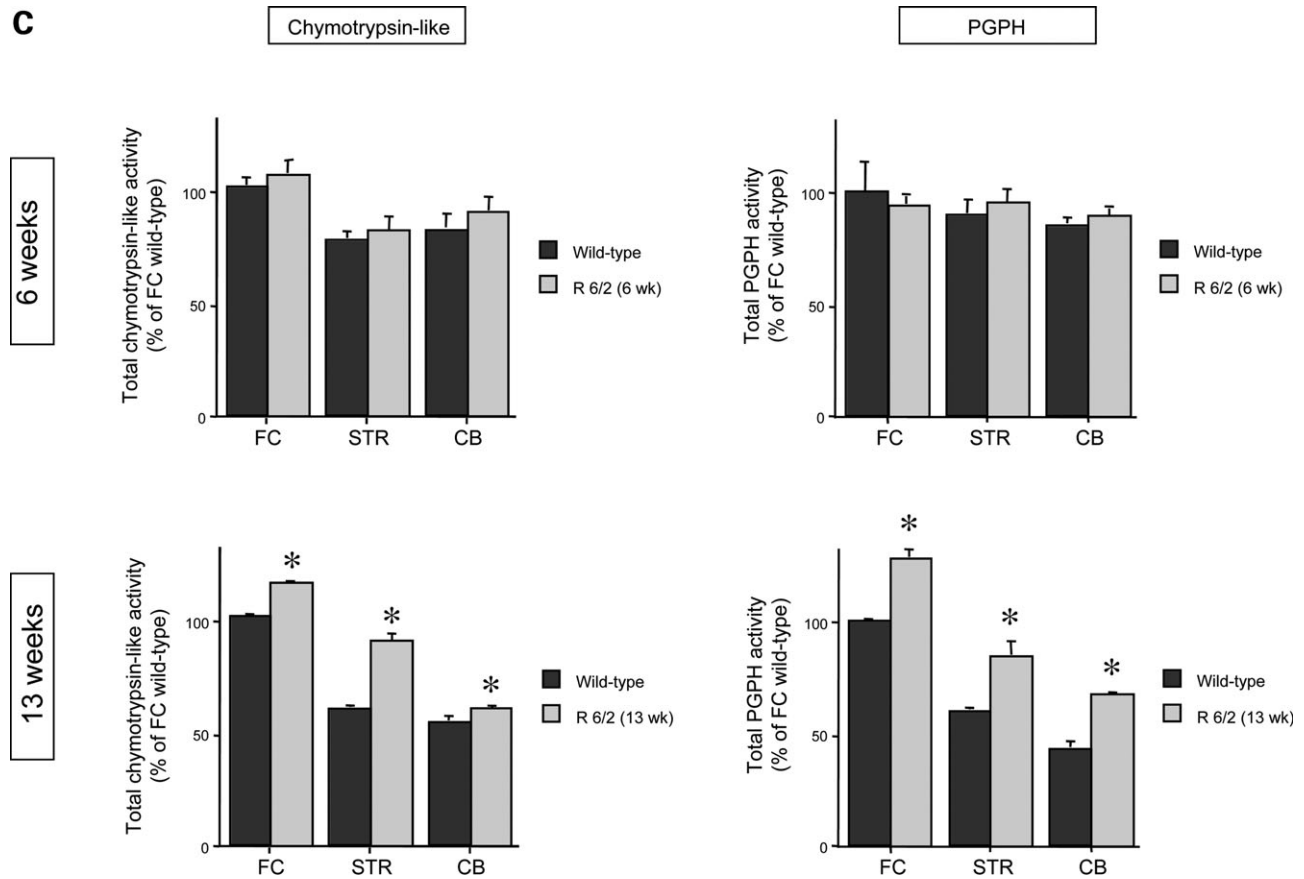 C
Chymotrypsin-like
PGPH
6 weeks
Total chymotrypsin-like activity
(% of FC wild-type)
100
50
0
FC STR CB
Wild-type
R 6/2 (6 wk)
Total PGPH activity
(% of FC wild-type)
100
50
0
FC STR CB
Wild-type
R 6/2 (6 wk)
13 weeks
Total chymotrypsin-like activity
(% of FC wild-type)
100
50
0
* * *
FC STR CB
Wild-type
R 6/2 (13 wk)
Total PGPH activity
(% of FC wild-type)
100
50
0
* * *
FC STR CB
Wild-type
R 6/2 (13 wk)